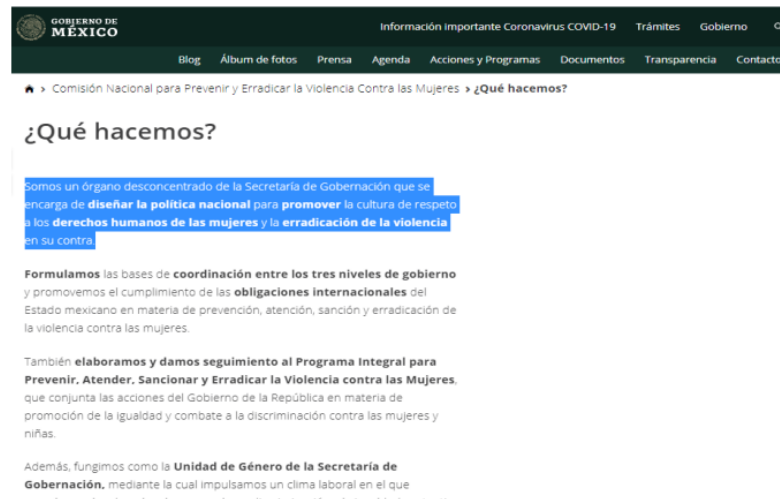 GOBIERNO DE
MÉXICO
Información importante Coronavirus COVID-19 Trámites Gobierno
Blog Álbum de fotos Prensa Agenda Acciones y Programas Documentos Transparencia Contacto
> Comisión Nacional para Prevenir y Erradicar la Violencia Contra las Mujeres > ¿Qué hacemos?
¿Qué hacemos?
Somos un órgano desconcentrado de la Secretaría de Gobernación que se
encarga de diseñar la política nacional para promover la cultura de respeto
a los derechos humanos de las mujeres y la erradicación de la violencia
en su contra.
Formulamos las bases de coordinación entre los tres niveles de gobierno
y promovemos el cumplimiento de las obligaciones internacionales del
Estado mexicano en materia de prevención, atención, sanción y erradicación de
la violencia contra las mujeres.
También elaboramos y damos seguimiento al Programa Integral para
Prevenir, Atender, Sancionar y Erradicar la Violencia contra las Mujeres,
que conjunta las acciones del Gobierno de la República en materia de
promoción de la igualdad y combate a la discriminación contra las mujeres y
niñas.
Además, fungimos como la Unidad de Género de la Secretaría de
Gobernación, mediante la cual impulsamos un clima laboral en el que